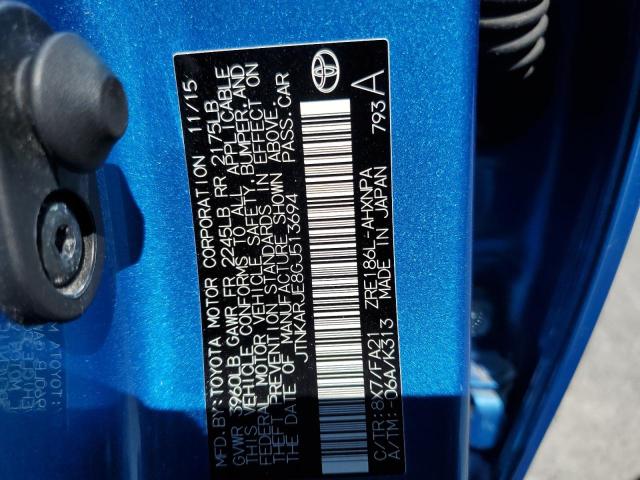 MFD. BY: TOYOTA MOTOR CORPORATION 11/15
GVWR 3960LB GAWR FR 2245LB RR 2175LB
THIS VEHICLE CONFORMS TO ALL APPLICABLE
FEDERAL MOTOR VEHICLE SAFETY, BUMPER, AND
THEFT PREVENTION STANDARDS IN EFFECT ON
THE DATE OF MANUFACTURE SHOWN ABOVE.
JTNKARJE8GJ513694 PASS. CAR
C/TR: 8X7/FA21 ZRE186L-AHXNPA 793 A
A/TM: -06A/K313 MADE IN JAPAN